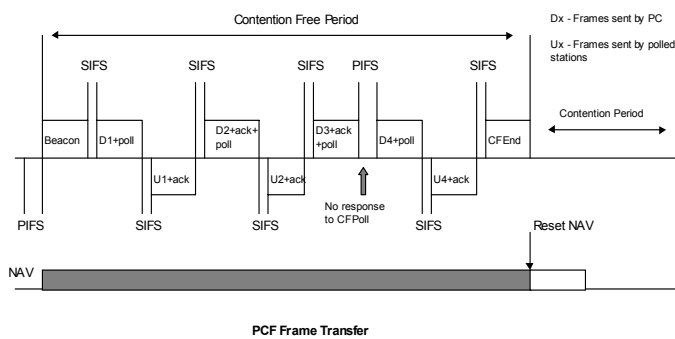 Contention Free Period
Dx - Frames sent by PC
Ux - Frames sent by polled
stations
SIFS
SIFS
SIFS
PIFS
SIFS
Contention Period
Beacon
D1+poll
D2+ack+
poll
D3+ack
+poll
D4+poll
CFEnd
U1+ack
U2+ack
U4+ack
No response
to CFPoll
PIFS
SIFS
SIFS
SIFS
Reset NAV
NAV
PCF Frame Transfer